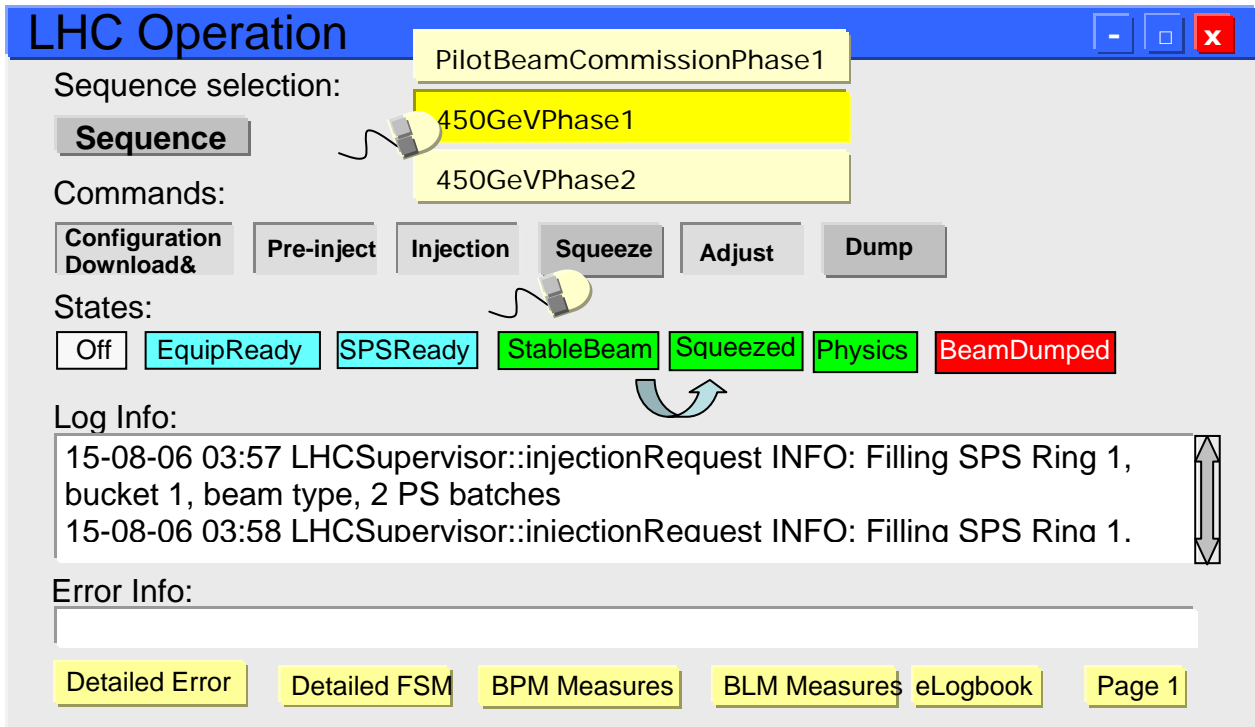 LHC Operation
- □ x
PilotBeamCommissionPhase1
Sequence selection:
450GeVPhase1
Sequence
450GeVPhase2
Commands:
Configuration
Download&
Pre-inject
Injection
Squeeze
Adjust
Dump
States:
Off
EquipReady
SPSReady
StableBeam
Squeezed
Physics
BeamDumped
Log Info:
15-08-06 03:57 LHCSupervisor::injectionRequest INFO: Filling SPS Ring 1,
bucket 1, beam type, 2 PS batches
15-08-06 03:58 LHCSupervisor::injectionRequest INFO: Filling SPS Ring 1,
Error Info:
Detailed Error
Detailed FSM
BPM Measures
BLM Measures
eLogbook
Page 1